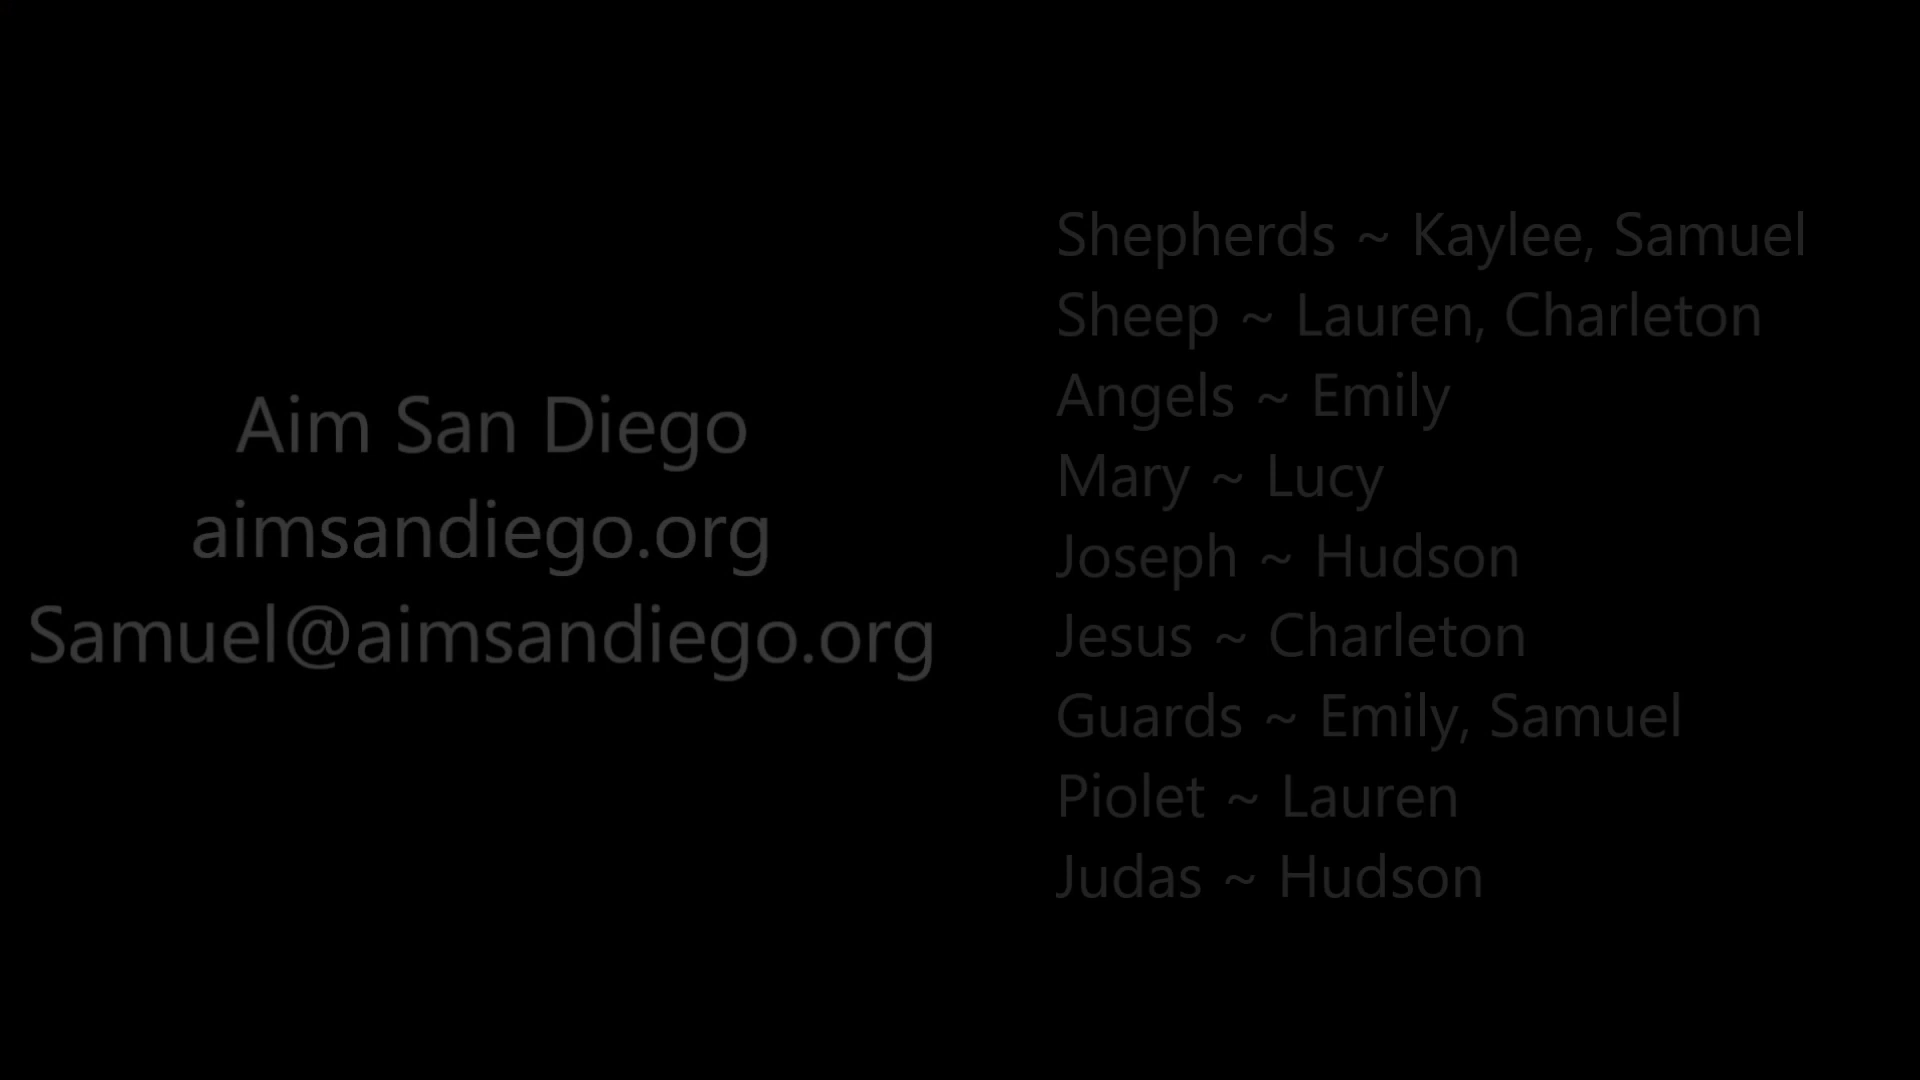 Aim San Diego
aimsandiego.org
Samuel@aimsandiego.org
Shepherds ~ Kaylee, Samuel
Sheep ~ Lauren, Charleton
Angels ~ Emily
Mary ~ Lucy
Joseph ~ Hudson
Jesus ~ Charleton
Guards ~ Emily, Samuel
Piolet ~ Lauren
Judas ~ Hudson